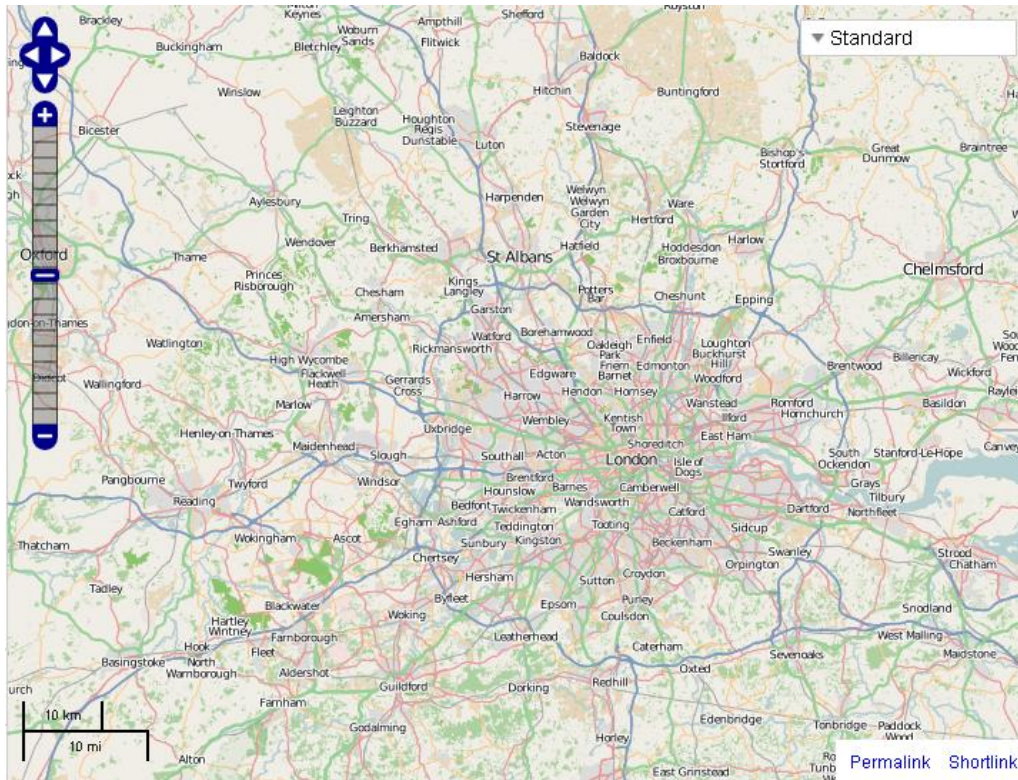 Brackley
Milton
Keynes
Woburn
Sands
Ampthill
Shefford
Royston
Standard
Buckingham
Bletchley
Flitwick
Baldock
Winslow
Hitchin
Buntingford
Leighton
Buzzard
Houghton
Regis
Dunstable
Stevenage
Bicester
Luton
Bishop's
Stortford
Great
Dunmow
Braintree
Aylesbury
Tring
Harpenden
Welwyn
Welwyn
Garden
City
Ware
Hertford
Oxford
Thame
Wendover
Berkhamsted
St Albans
Hatfield
Hoddesdon
Broxbourne
Harlow
Chelmsford
Princes
Risborough
Chesham
Kings
Langley
Potters
Bar
Cheshunt
Epping
Garston
Amersham
don-on-Thames
Watlington
Rickmansworth
Watford
Borehamwood
Oakleigh
Park
Friern
Barnet
Enfield
Loughton
Buckhurst
Hill
Billericay
Brentwood
Wickford
High Wycombe
Flackwell
Heath
Gerrards
Cross
Edgware
Edmonton
Woodford
Didcot
Wallingford
Harrow
Hendon
Hornsey
Wanstead
Romford
Hornchurch
Basildon
Marlow
Uxbridge
Wembley
Kentish
Town
Ilford
Henley-on-Thames
Maidenhead
Slough
Southall
Acton
Shoreditch
East Ham
South
Ockendon
Stanford-Le-Hope
London
Isle of
Dogs
Pangbourne
Twyford
Windsor
Brentford
Hounslow
Barnes
Camberwell
Grays
Tilbury
Reading
Bedfont
Twickenham
Wandsworth
Catford
Dartford
Northfleet
Egham
Ashford
Teddington
Tooting
Sidcup
Thatcham
Wokingham
Ascot
Sunbury
Kingston
Beckenham
Swanley
Strood
Chatham
Chertsey
Orpington
Tadley
Hersham
Sutton
Croydon
Blackwater
Byfleet
Epsom
Purley
Snodland
Hartley
Wintney
Woking
Coulsdon
Hook
Farnborough
Leatherhead
West Malling
Fleet
Caterham
Sevenoaks
Maidstone
Basingstoke
North
Warnborough
Aldershot
Oxted
Guildford
Dorking
Redhill
Farnham
10 km
Godalming
Edenbridge
Tonbridge
Paddock
Wood
10 mi
Horley
Alton
East Grinstead
Permalink Shortlink